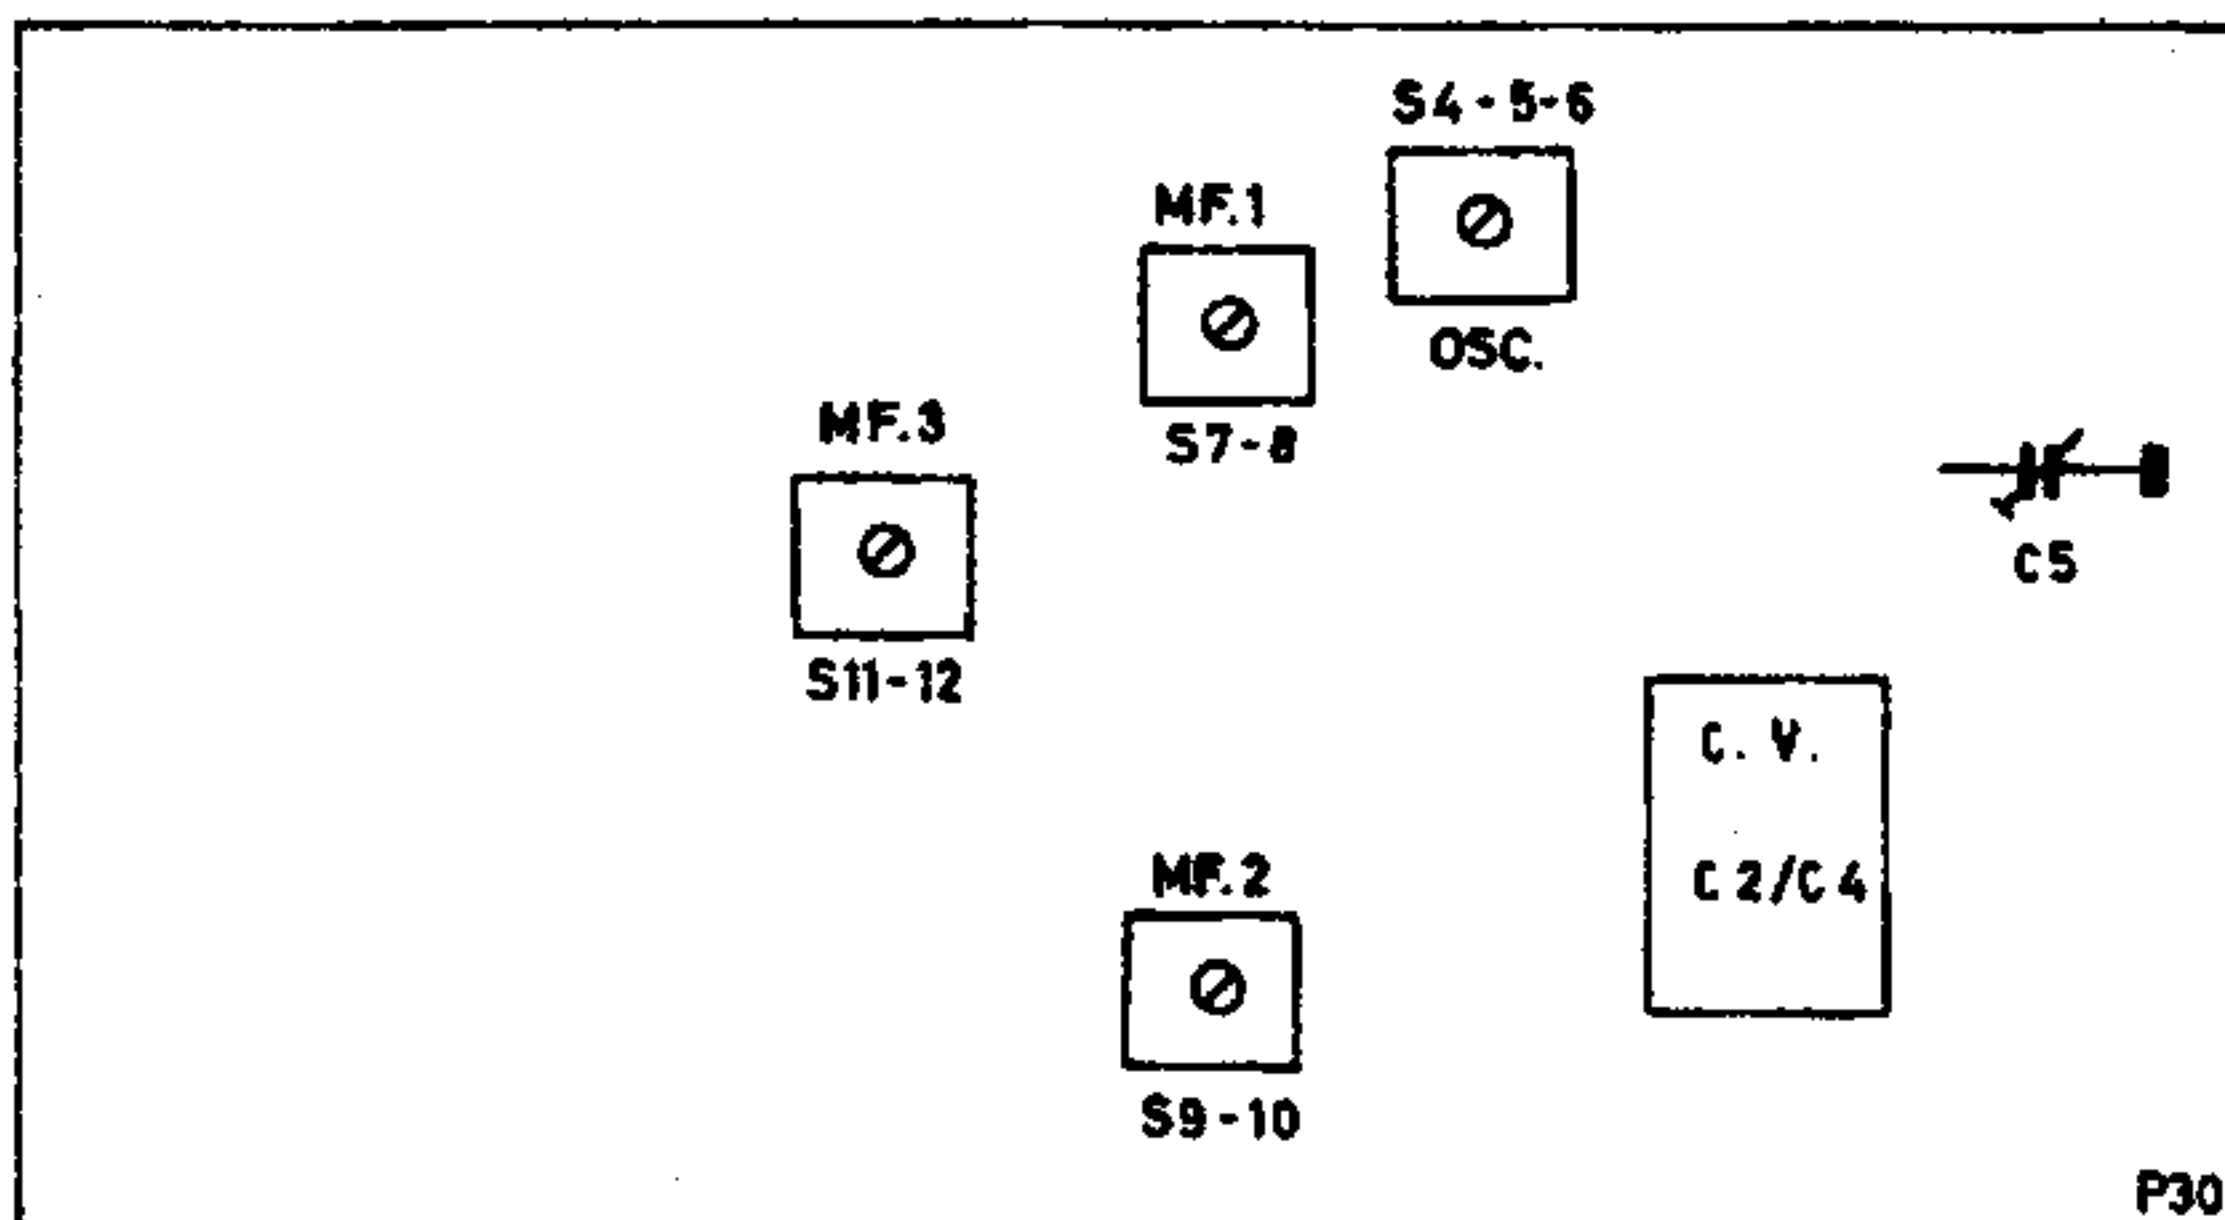 S4-5-6
MF.1
OSC.
MF.3
S7-8
C5
S11-12
C. V.
C2/C4
MF.2
S9-10
P30